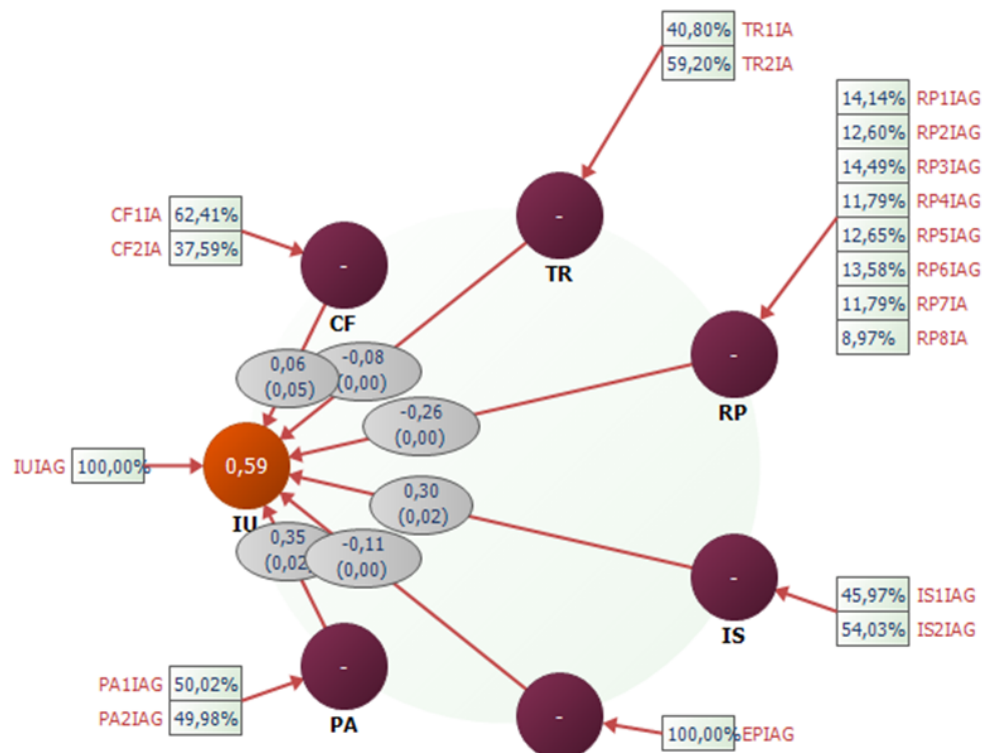 40,80% TR1IA
59,20% TR2IA
14,14% RP1IAG
12,60% RP2IAG
14,49% RP3IAG
11,79% RP4IAG
12,65% RP5IAG
13,58% RP6IAG
11,79% RP7IA
8,97% RP8IA
CF1IA 62,41%
CF2IA 37,59%
-
TR
-
CF
-
RP
0,06
(0,05)
-0,08
(0,00)
-0,26
(0,00)
IUIAG 100,00%
0,59
IU
0,30
(0,02)
0,35
(0,02)
-0,11
(0,00)
-
IS
45,97% IS1IAG
54,03% IS2IAG
PA1IAG 50,02%
PA2IAG 49,98%
-
PA
-
100,00% EPIAG